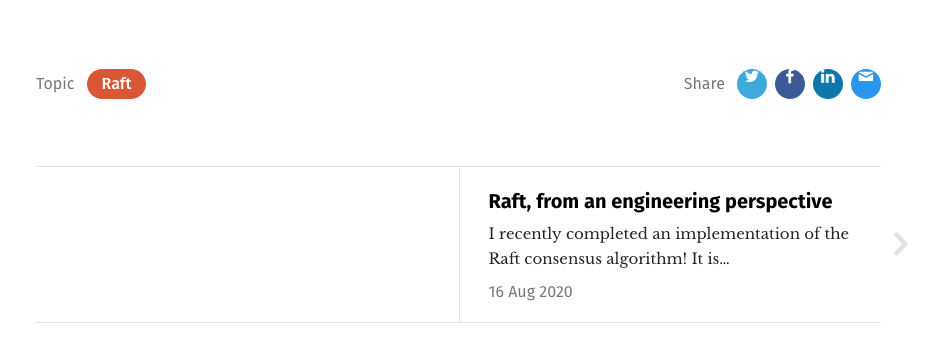 Topic Raft Share
Raft, from an engineering perspective
I recently completed an implementation of the
Raft consensus algorithm! It is...
16 Aug 2020